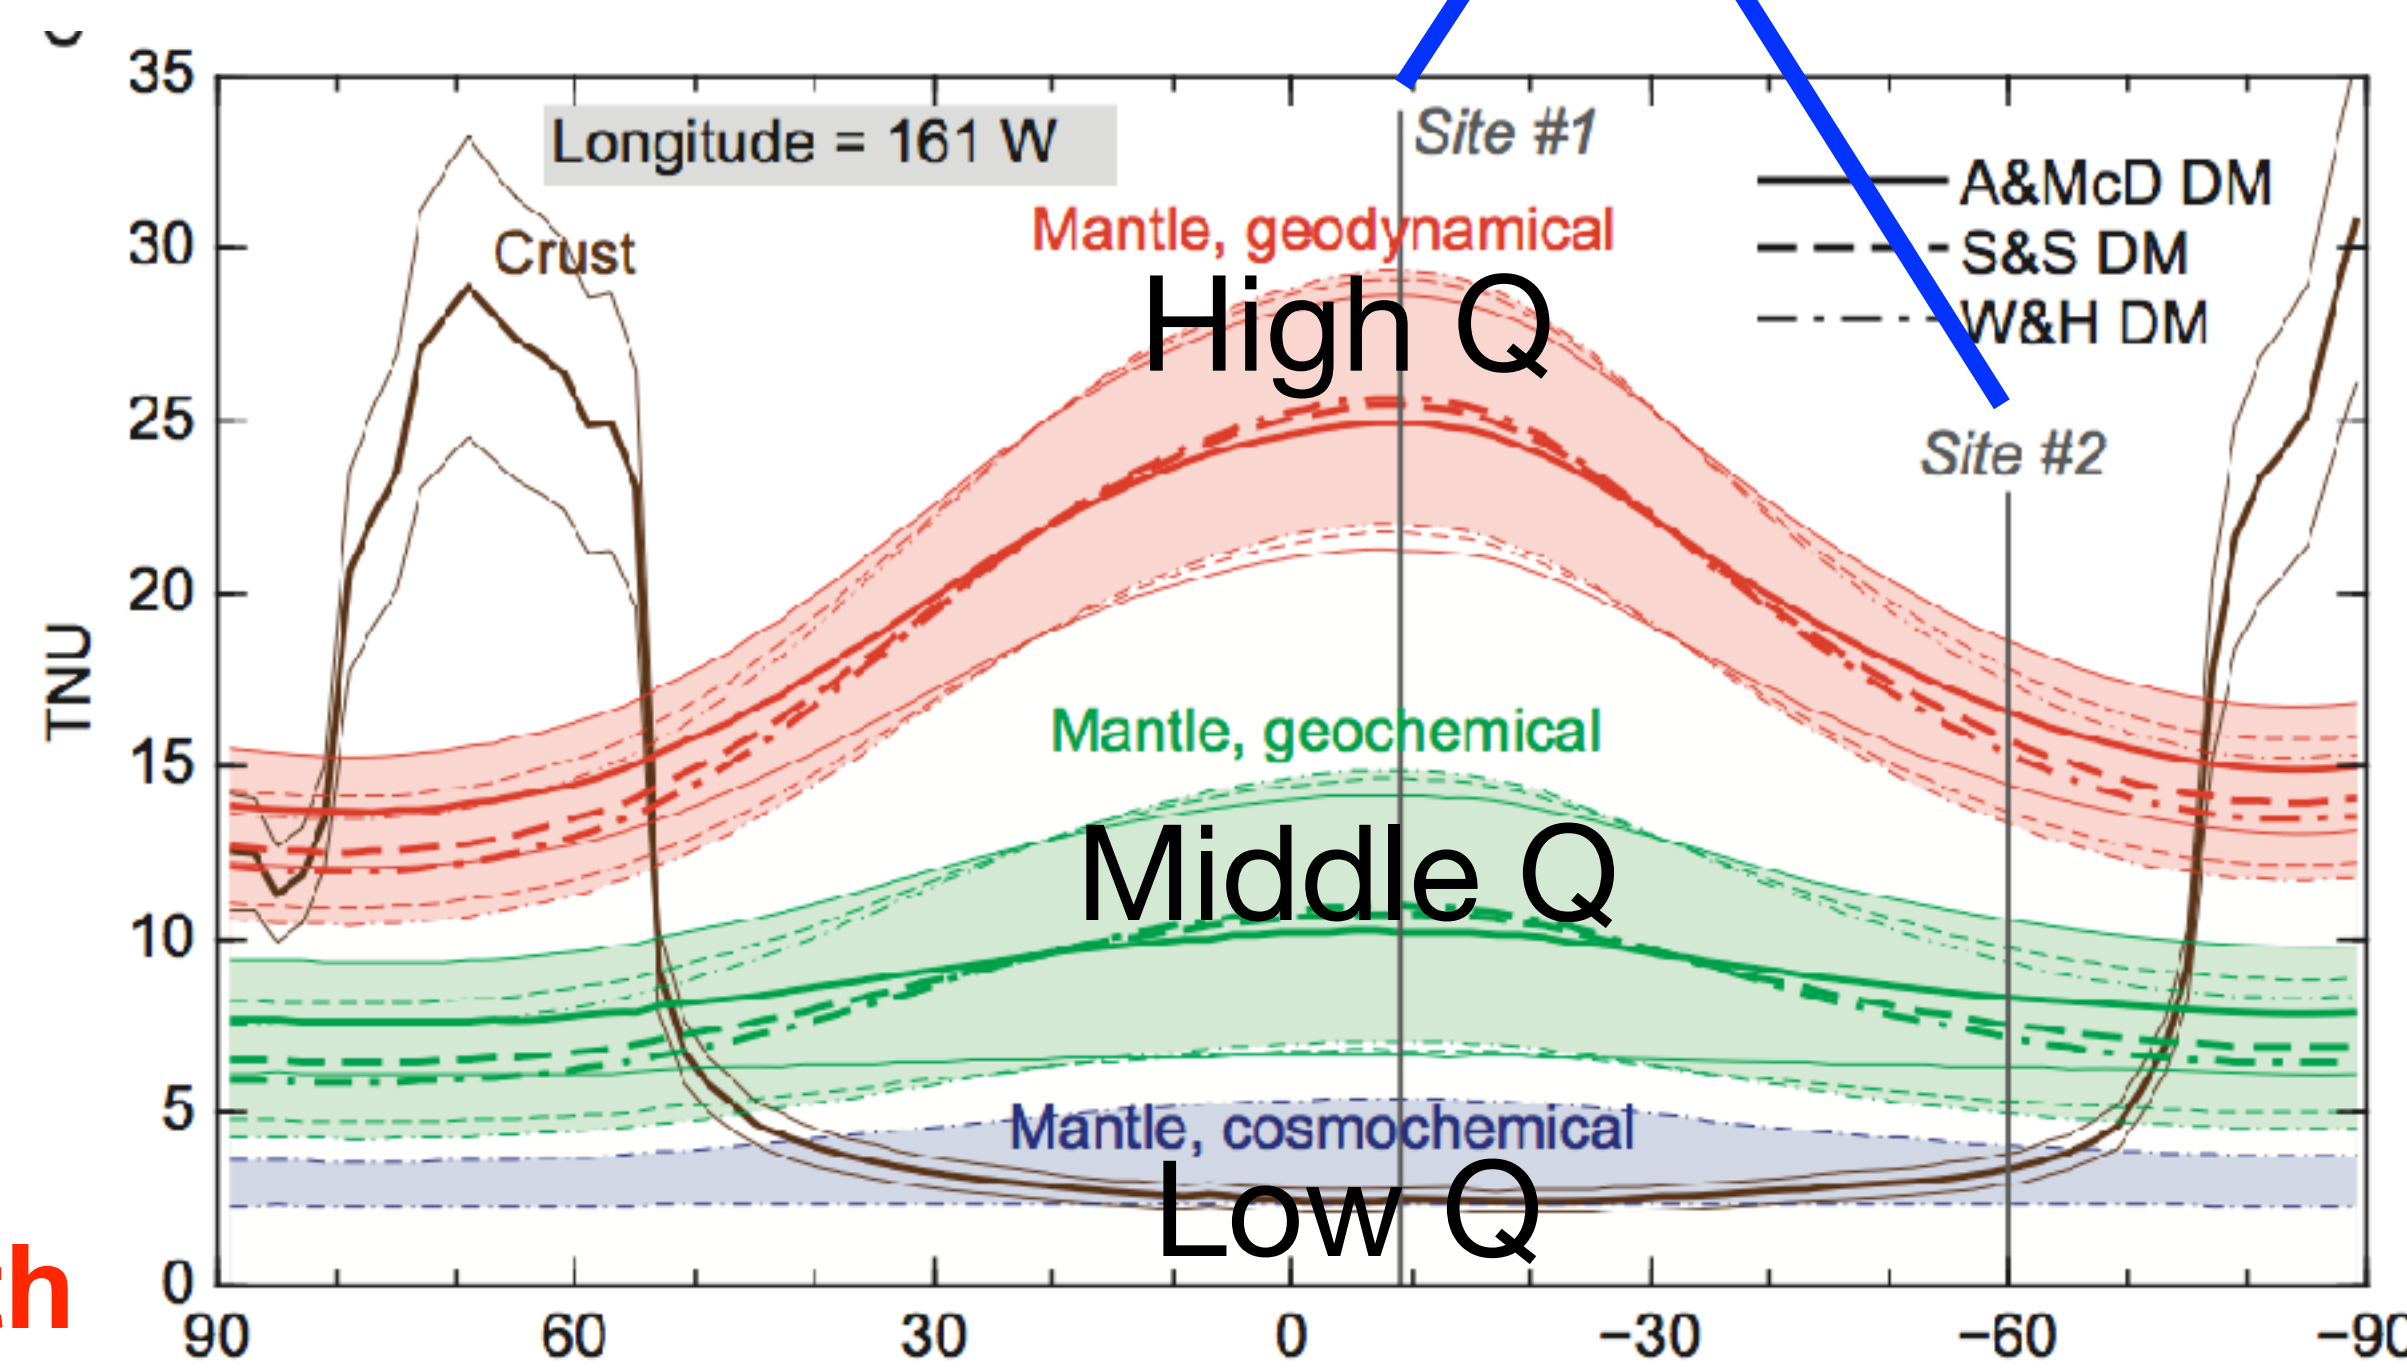 35
Longitude = 161 W
Site #1
A&McD DM
Mantle, geodynamical
30
Crust
S&S DM
High Q
W&H DM
25
Site #2
20
TNU
Mantle, geochemical
15
Middle Q
10
5
Mantle, cosmochemical
Low Q
0
th
90 60 30 0 −30 −60 −90